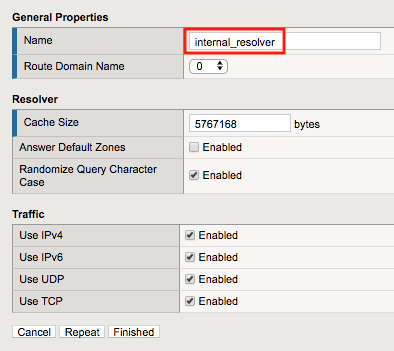 General Properties
Name internal_resolver
Route Domain Name 0
Resolver
Cache Size 5767168 bytes
Answer Default Zones Enabled
Randomize Query Character
Case Enabled
Traffic
Use IPv4 Enabled
Use IPv6 Enabled
Use UDP Enabled
Use TCP Enabled
Cancel Repeat Finished